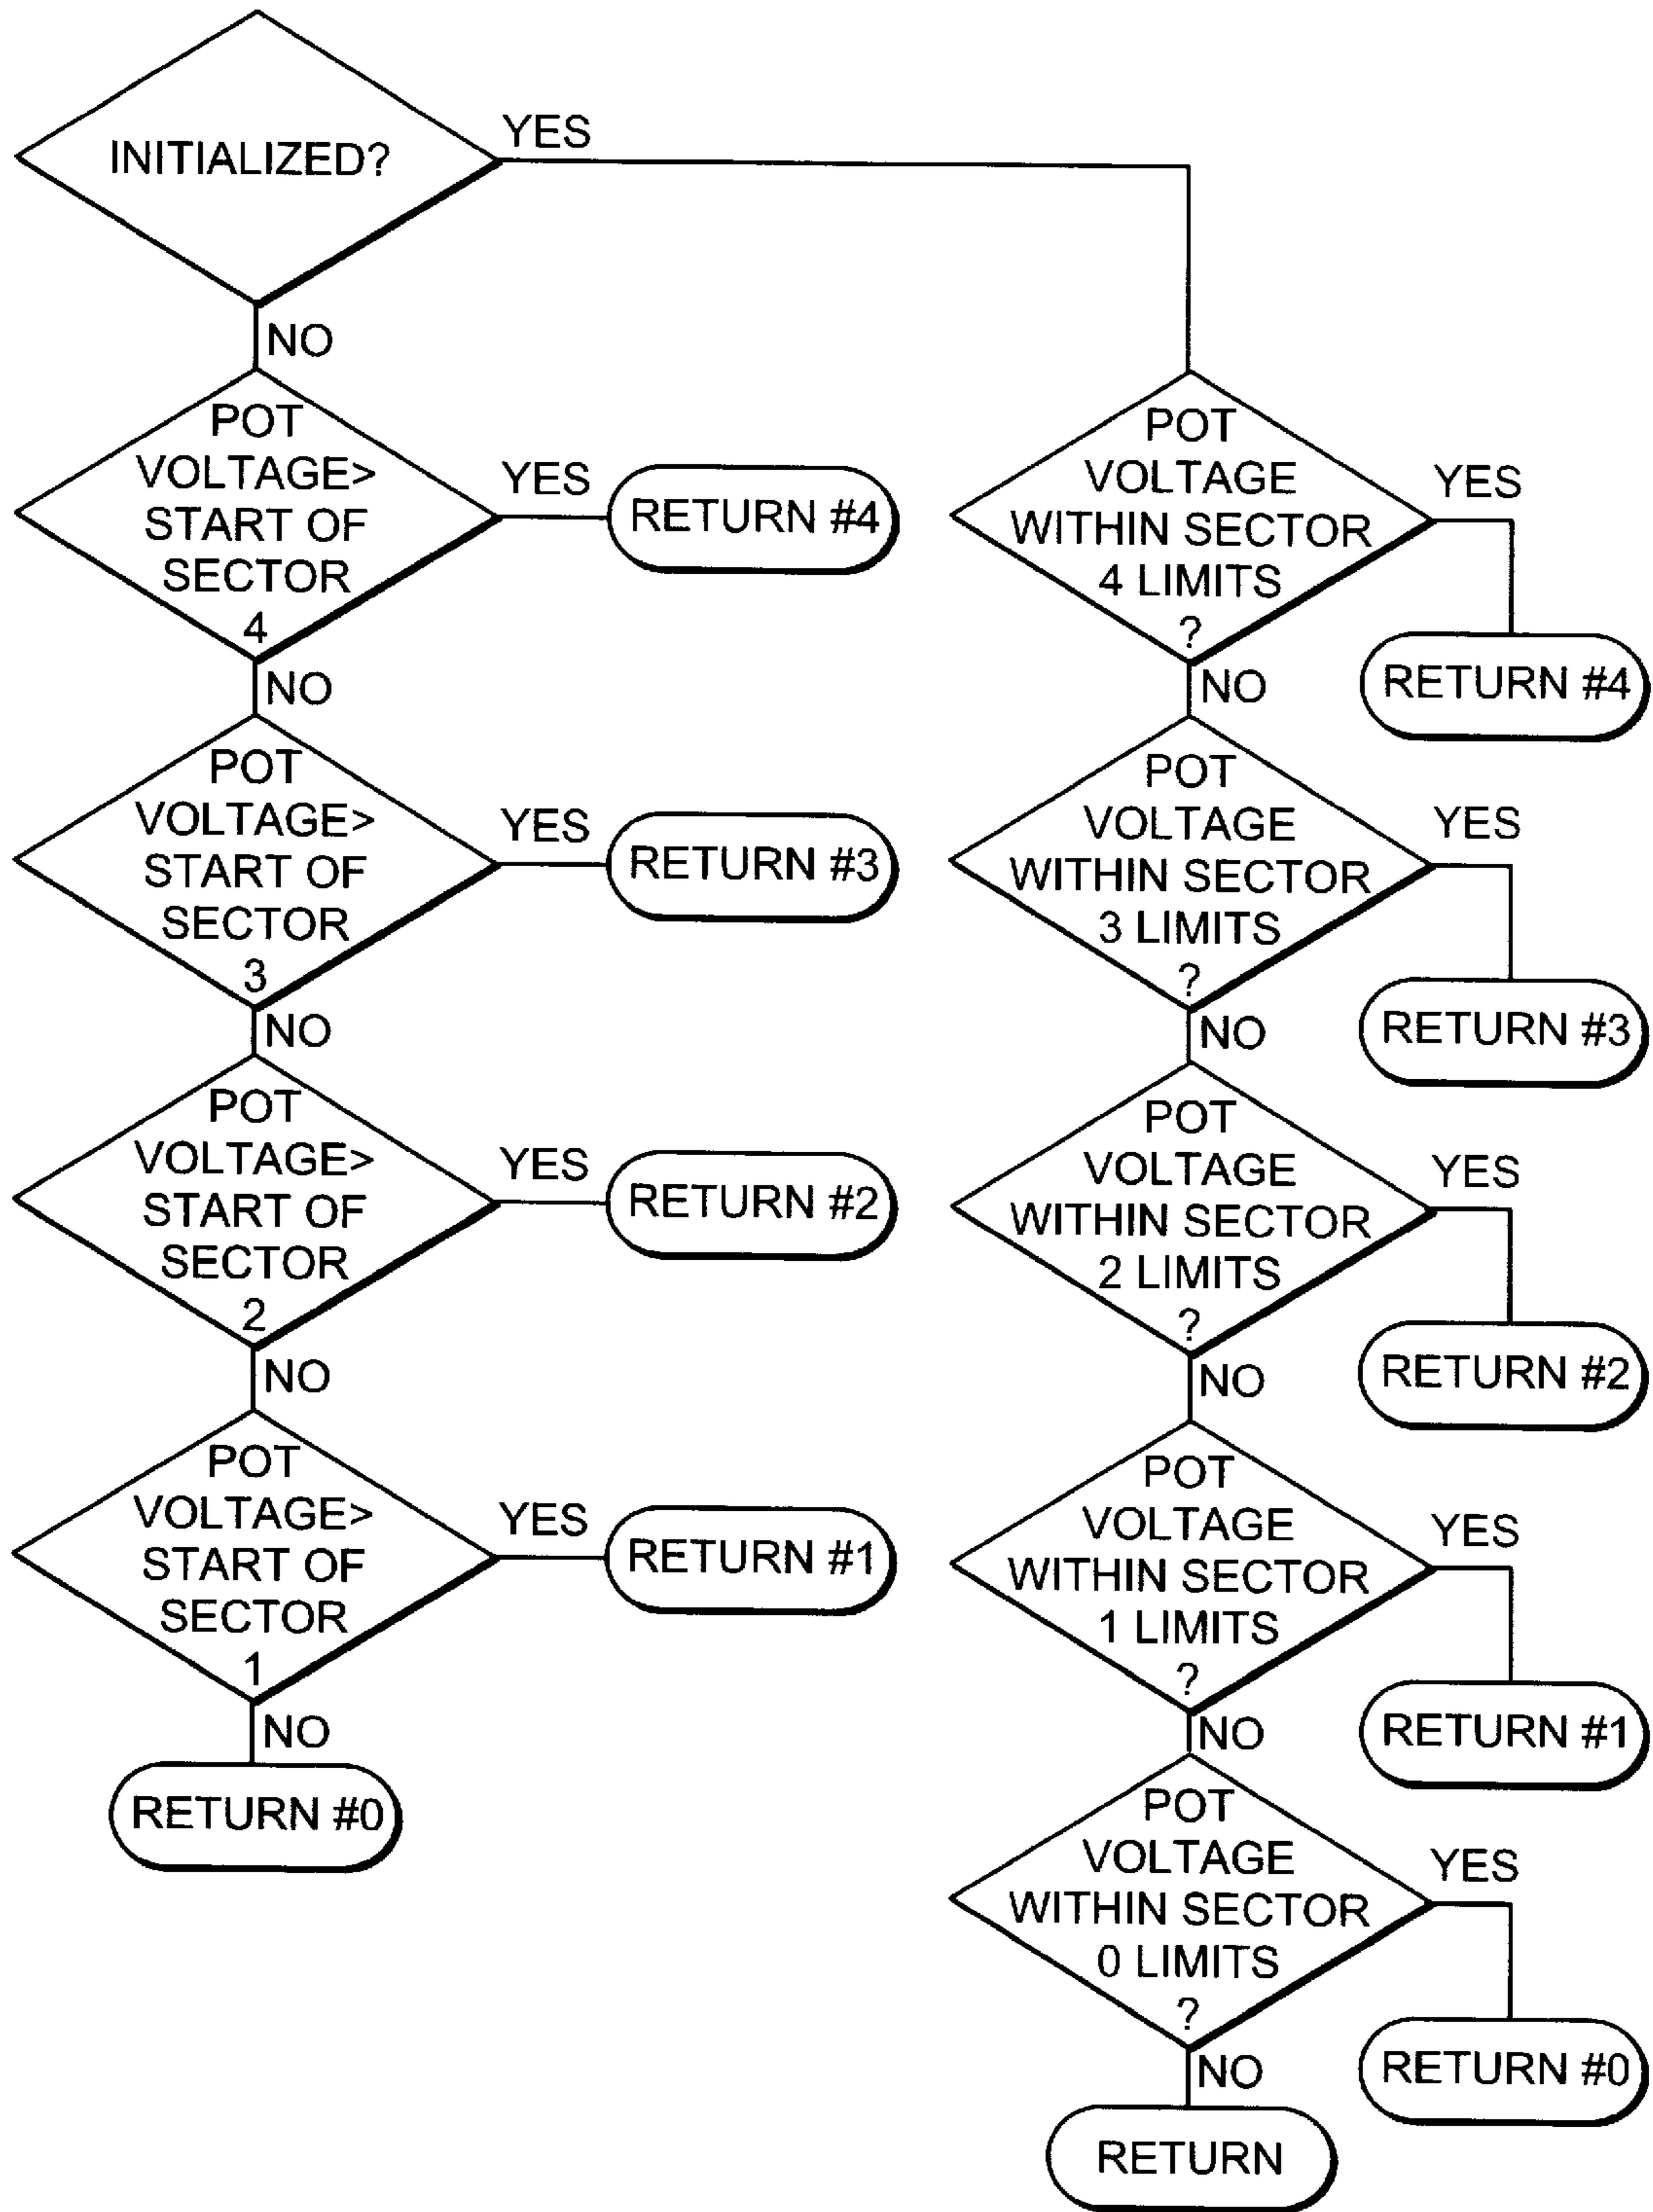 INITIALIZED?
YES
NO
POT
VOLTAGE>
START OF
SECTOR
4
YES
RETURN #4
NO
POT
VOLTAGE>
START OF
SECTOR
3
YES
RETURN #3
NO
POT
VOLTAGE>
START OF
SECTOR
2
YES
RETURN #2
NO
POT
VOLTAGE>
START OF
SECTOR
1
YES
RETURN #1
NO
RETURN #0
POT
VOLTAGE
WITHIN SECTOR
4 LIMITS
?
YES
RETURN #4
NO
POT
VOLTAGE
WITHIN SECTOR
3 LIMITS
?
YES
RETURN #3
NO
POT
VOLTAGE
WITHIN SECTOR
2 LIMITS
?
YES
RETURN #2
NO
POT
VOLTAGE
WITHIN SECTOR
1 LIMITS
?
YES
RETURN #1
NO
POT
VOLTAGE
WITHIN SECTOR
0 LIMITS
?
YES
RETURN #0
NO
RETURN